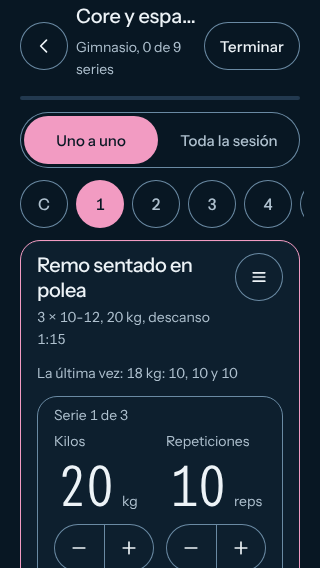 Core y espa...
Gimnasio, 0 de 9
series
Terminar
Uno a uno
Toda la sesión
C
1
2
3
4
Remo sentado en
polea
3 × 10–12, 20 kg, descanso
1:15
La última vez: 18 kg: 10, 10 y 10
Serie 1 de 3
Kilos
Repeticiones
20 kg
10 reps
− +
− +